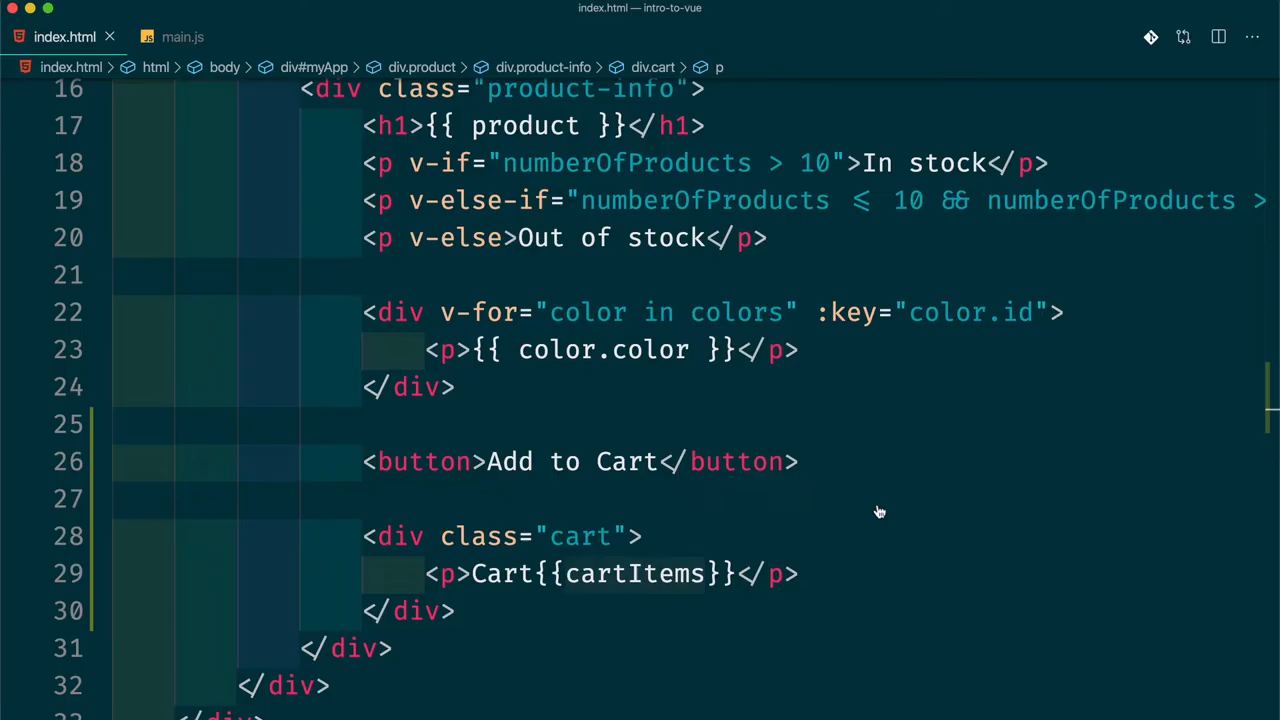 index.html — intro-to-vue
index.html JS main.js
index.html > html > body > div#myApp > div.product > div.product-info > div.cart > p
16 <div class="product-info">
17 <h1>{{ product }}</h1>
18 <p v-if="numberOfProducts > 10">In stock</p>
19 <p v-else-if="numberOfProducts <= 10 && numberOfProducts >
20 <p v-else>Out of stock</p>
21
22 <div v-for="color in colors" :key="color.id">
23 <p>{{ color.color }}</p>
24 </div>
25
26 <button>Add to Cart</button>
27
28 <div class="cart">
29 <p>Cart{{cartItems}}</p>
30 </div>
31 </div>
32 </div>
33 </div>